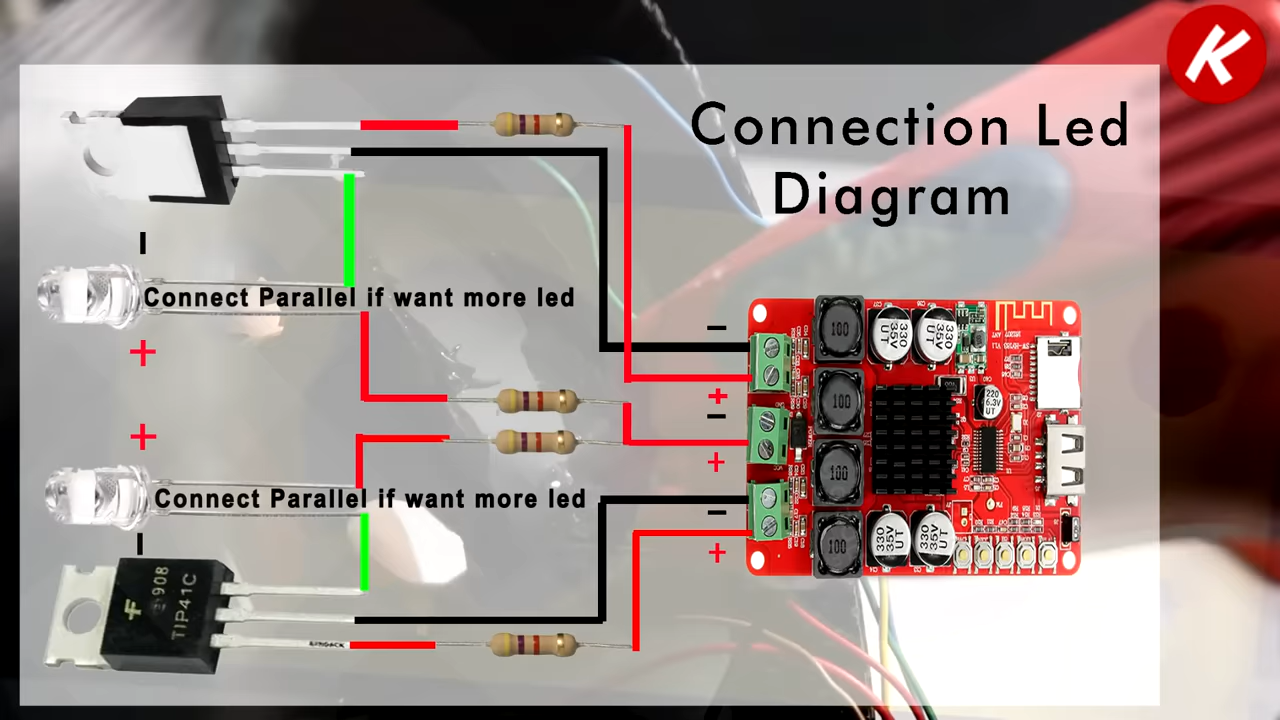 K
Connection Led
Diagram
Connect Parallel if want more led
Connect Parallel if want more led
908
TIP41C
100
100
100
100
330
35V
UT
330
35V
UT
220
6.3V
UT
330
35V
UT
330
35V
UT